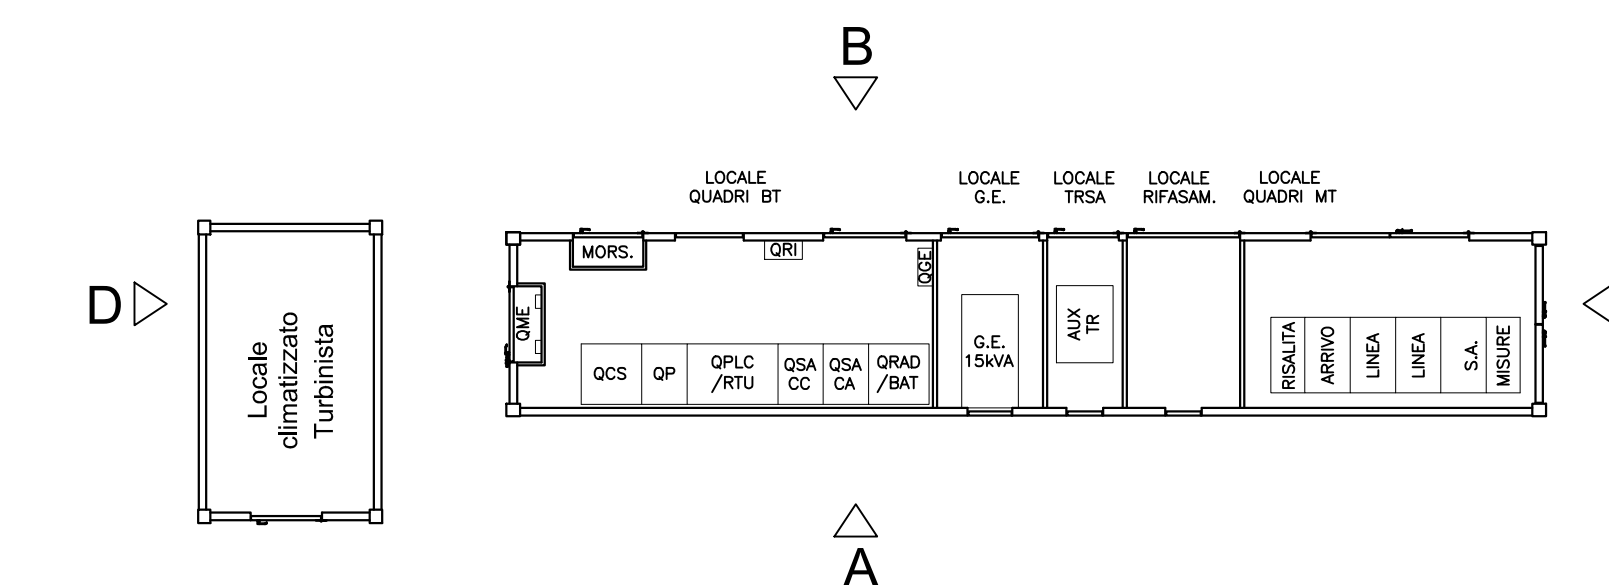 B
LOCALE
QUADRI BT
LOCALE
G.E.
LOCALE
TRSA
LOCALE
RIFASAM.
LOCALE
QUADRI MT
MORS.
QRI
QGE
D
QME
Locale
climatizzato
Turbinista
QCS
QP
QPLC
/RTU
QSA
CC
QSA
CA
QRAD
/BAT
G.E.
15kVA
AUX
TR
RISALITA
ARRIVO
LINEA
LINEA
S.A.
MISURE
A